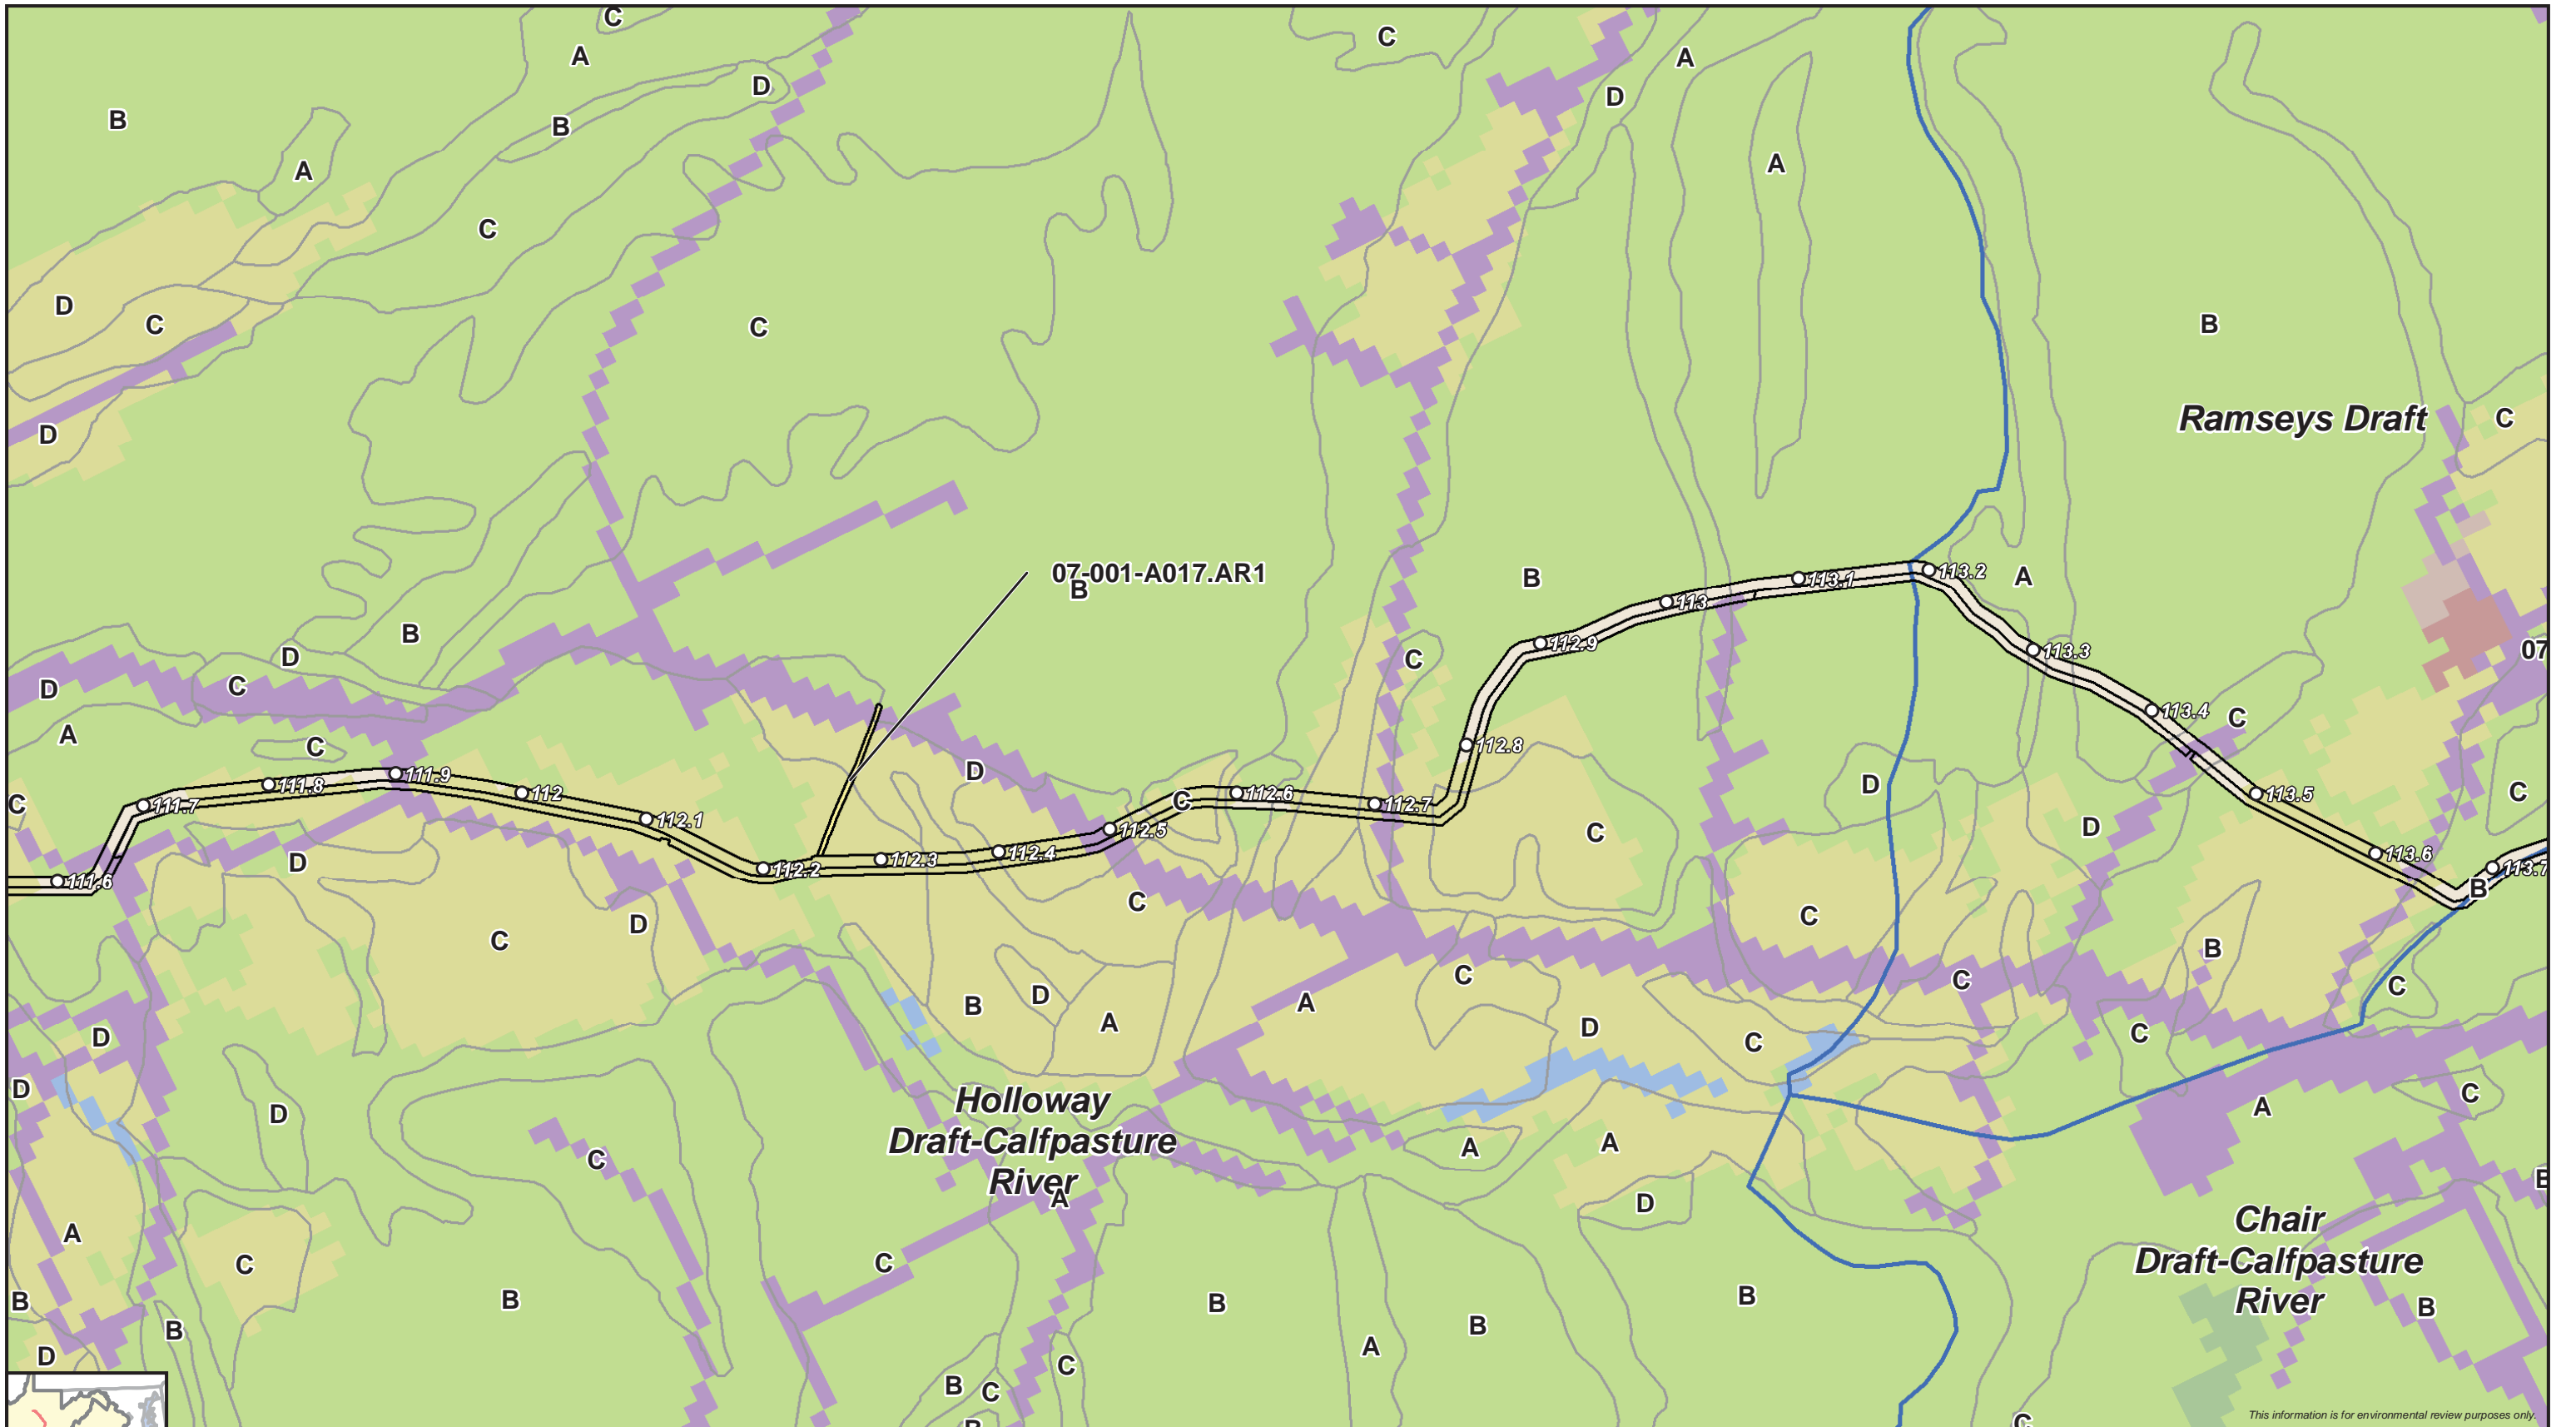 C
A
C
A
D
B
B
D
A
A
A
C
D
C
B
C
D
Ramseys Draft
C
07-001-A017.AR1
B
B
A
113.2
113.1
113
112.9
B
D
C
113.3
07
D
C
A
C
113.4
C
112.8
D
C
111.9
111.8
111.7
C
112
112.1
C
112.6
112.7
D
C
113.5
112.5
C
D
112.4
112.3
112.2
D
111.6
113.6
113.7
B
C
D
C
C
B
C
C
C
B
D
A
A
D
C
C
C
D
D
D
Holloway
Draft-Calfpasture
River
A
A
A
A
C
C
D
A
C
C
B
B
B
B
B
B
A
C
B
C
D
Chair
Draft-Calfpasture
River
B
C
This information is for environmental review purposes only.